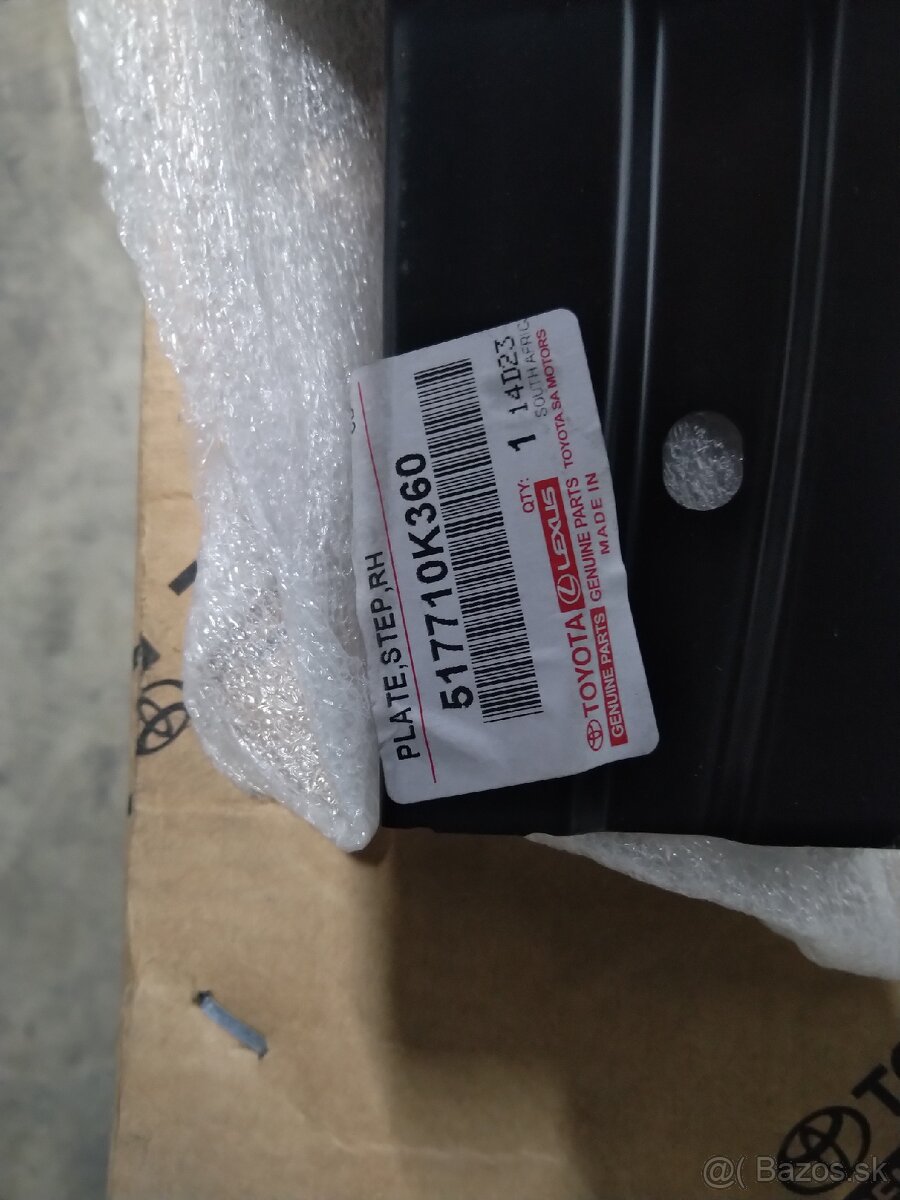 PLATE,STEP,RH
517710K360
QTY:
1
14D23
TOYOTA
LEXUS
GENUINE PARTS
GENUINE PARTS
TOYOTA SA MOTORS
MADE IN
SOUTH AFRIC
@( Bazos.sk